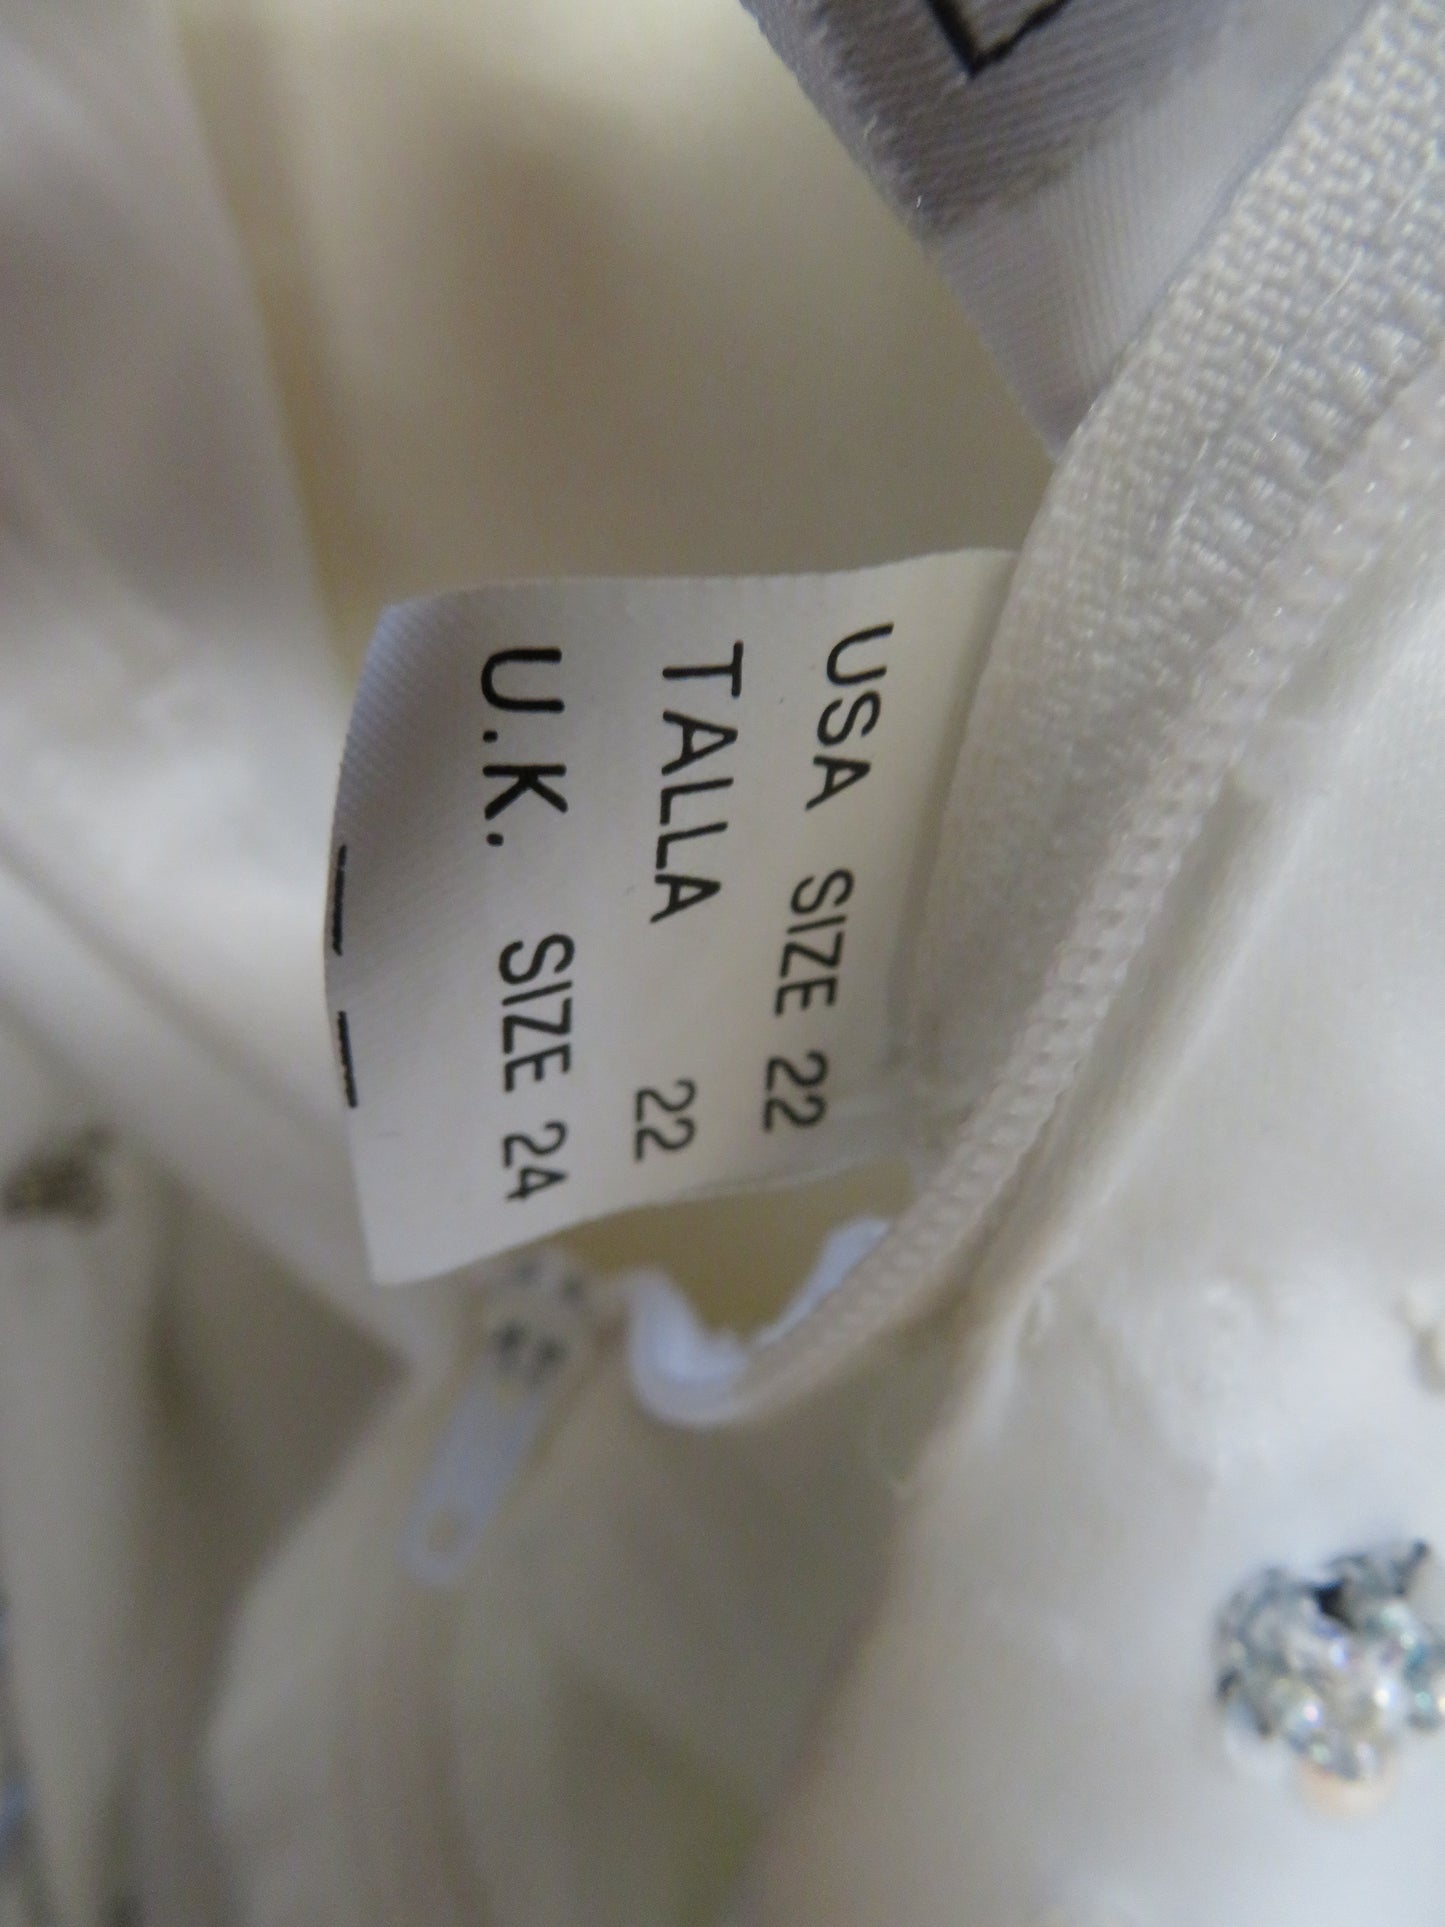 USA SIZE 22
TALLA 22
U.K. SIZE 24